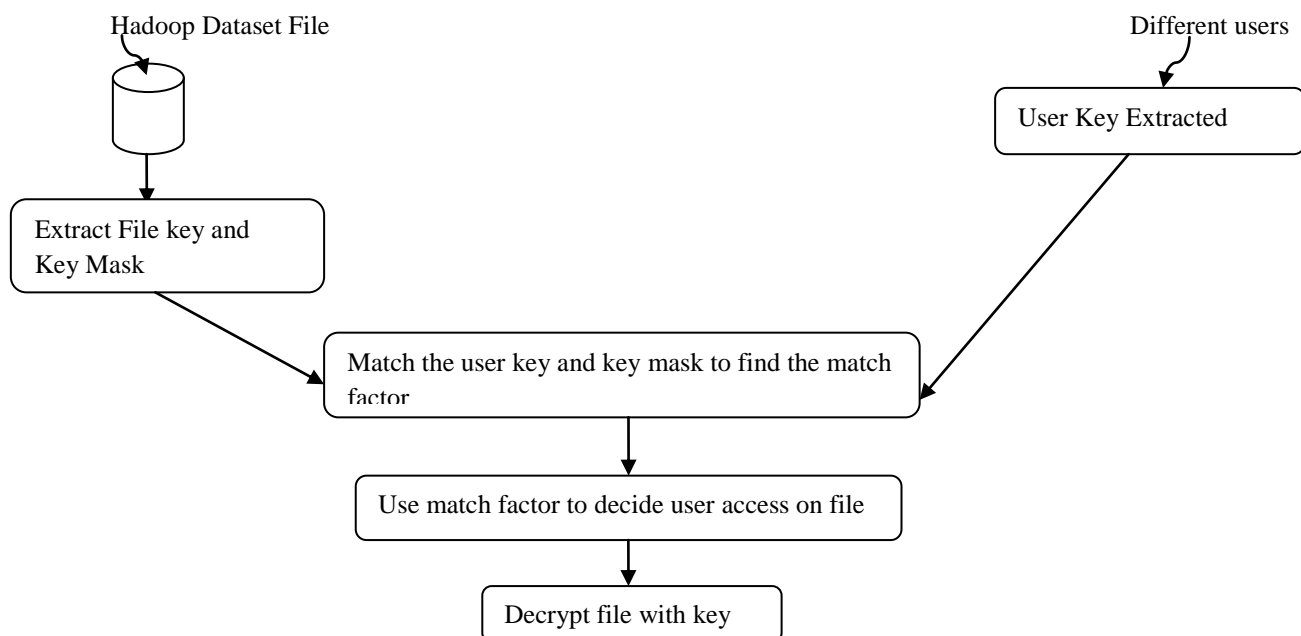 Hadoop Dataset File
Different users
User Key Extracted
Extract File key and
Key Mask
Match the user key and key mask to find the match
factor
Use match factor to decide user access on file
Decrypt file with key